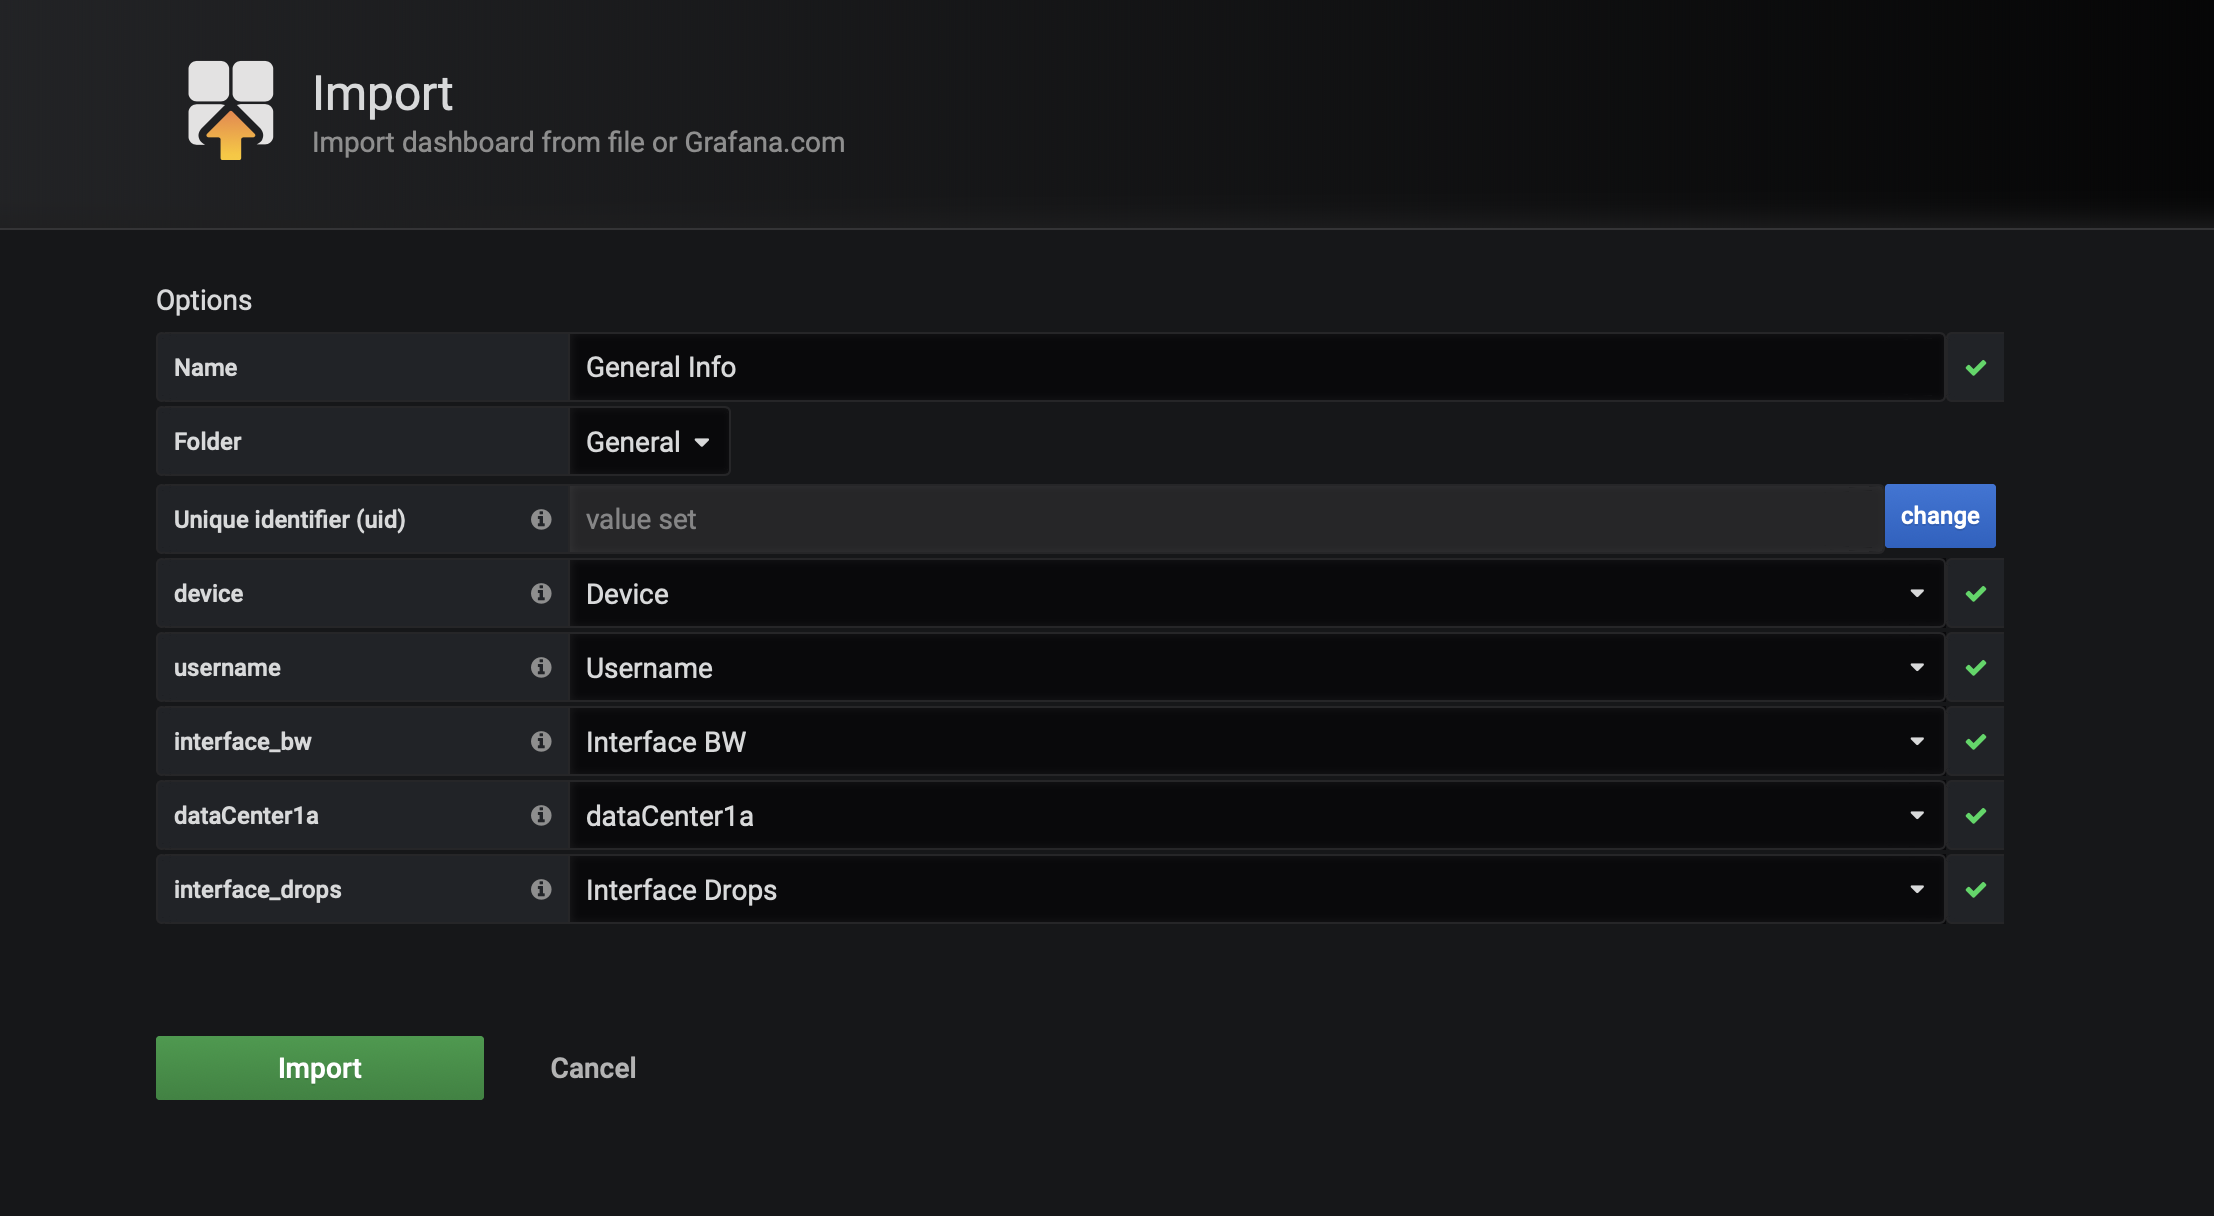 Import
Import dashboard from file or Grafana.com
Options
Name General Info
Folder General
Unique identifier (uid) value set change
device Device
username Username
interface_bw Interface BW
dataCenter1a dataCenter1a
interface_drops Interface Drops
Import Cancel